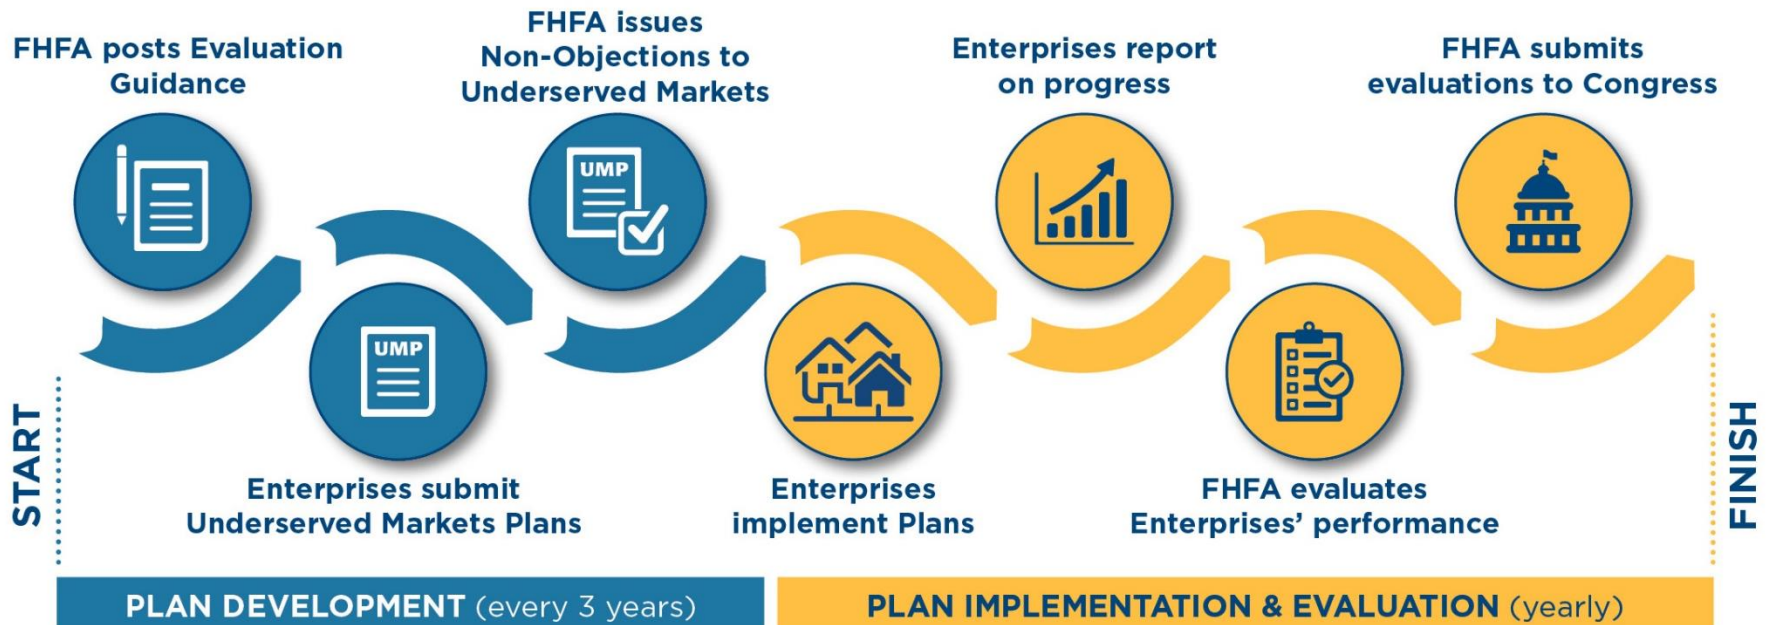 FHFA posts Evaluation
Guidance
Enterprises submit
Underserved Markets Plans
UMP
FHFA issues
Non-Objections to
Underserved Markets
UMP
Enterprises
implement Plans
Enterprises report
on progress
FHFA evaluates
Enterprises’ performance
FHFA submits
evaluations to Congress
START
FINISH
PLAN DEVELOPMENT (every 3 years)
PLAN IMPLEMENTATION & EVALUATION (yearly)